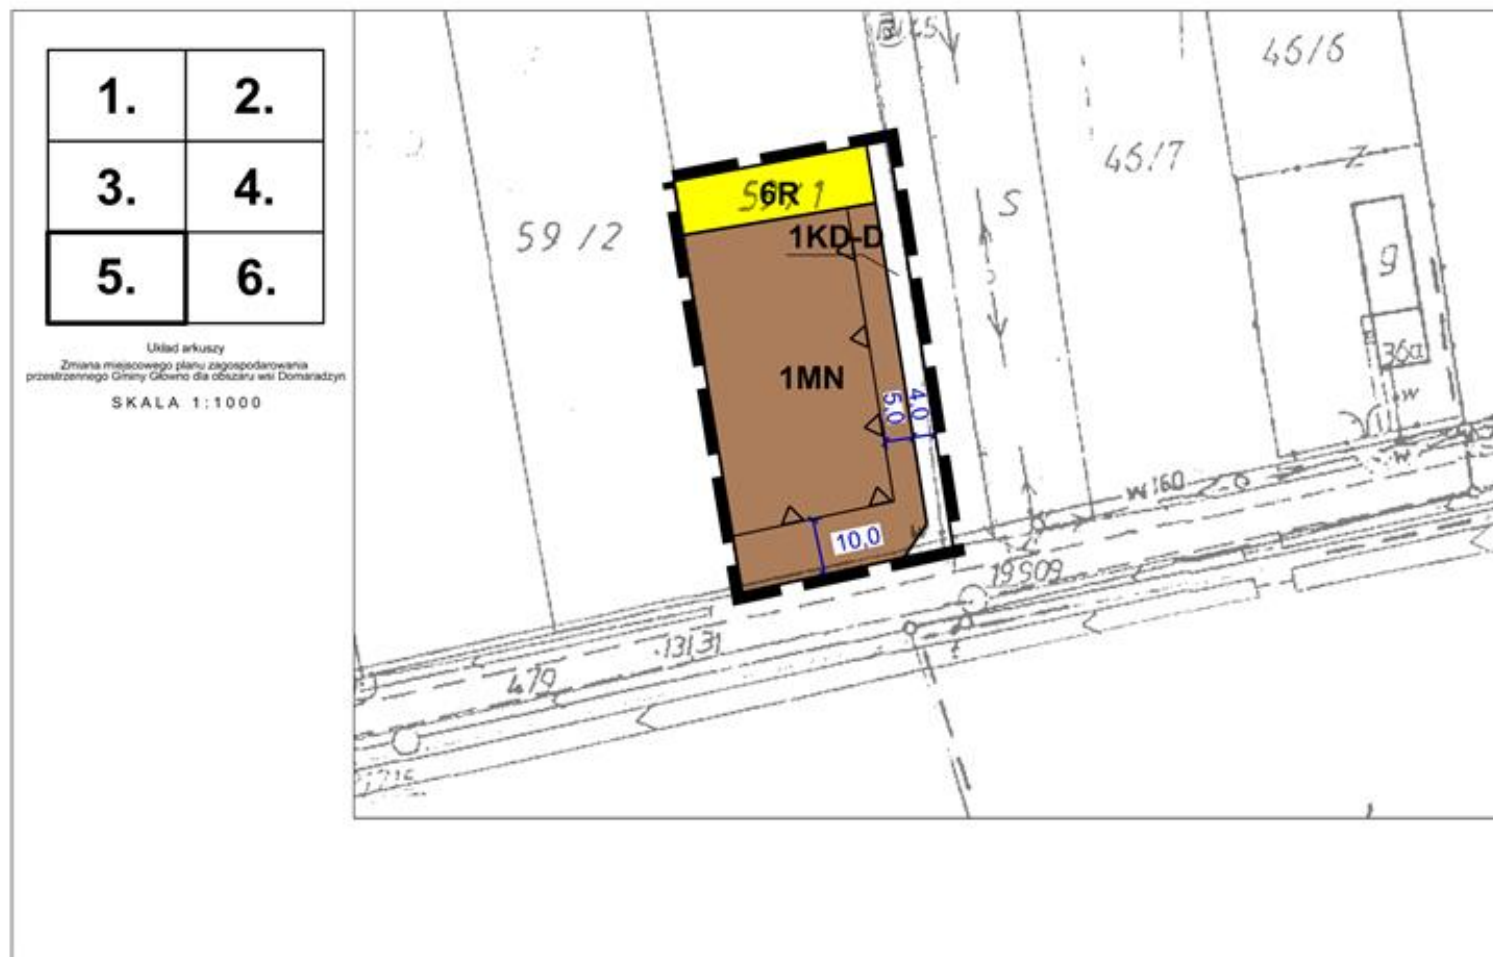 1. 2.
3. 4.
5. 6.
Układ arkuszy
Zmiana miejscowego planu zagospodarowania
przestrzennego Gminy Głowno dla obszaru wsi Domaradzyn
SKALA 1:1000
46/6
46/7
59/2
6R
1KD-D
S
Z
g
36a
1MN
5,0
4,0
w
w
w160
10,0
19509
13131
479